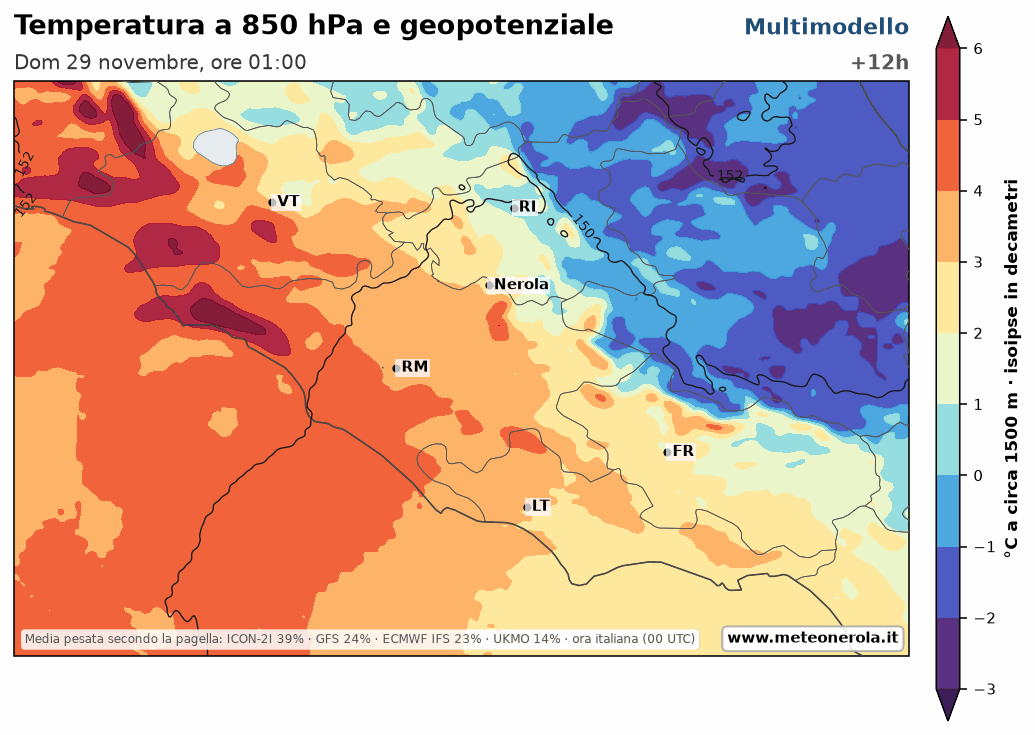 Temperatura a 850 hPa e geopotenziale
Multimodello
Dom 29 novembre, ore 01:00
+12h
152
152
152
150
VT
RI
Nerola
RM
FR
LT
Media pesata secondo la pagella: ICON-2I 39% · GFS 24% · ECMWF IFS 23% · UKMO 14% · ora italiana (00 UTC)
www.meteonerola.it
6
5
4
3
2
1
0
−1
−2
−3
°C a circa 1500 m · isoipse in decametri